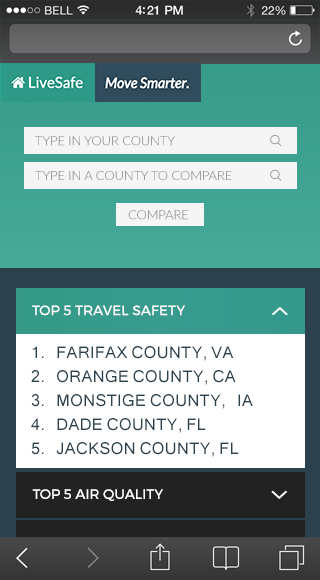 BELL 4:21 PM 22%
LiveSafe Move Smarter.
TYPE IN YOUR COUNTY
TYPE IN A COUNTY TO COMPARE
COMPARE
TOP 5 TRAVEL SAFETY
1. FARIFAX COUNTY, VA
2. ORANGE COUNTY, CA
3. MONSTIGE COUNTY, IA
4. DADE COUNTY, FL
5. JACKSON COUNTY, FL
TOP 5 AIR QUALITY